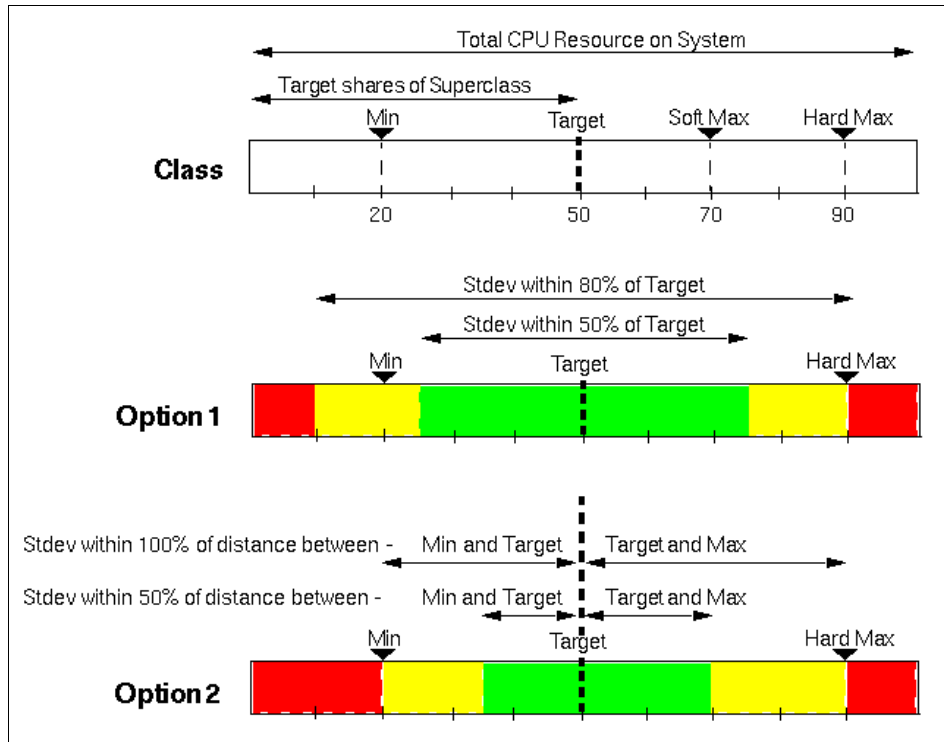 Total CPU Resource on System
Target shares of Superclass
Min Target Soft Max Hard Max
Class
20 50 70 90
Stdev within 80% of Target
Stdev within 50% of Target
Min Target Hard Max
Option 1
Stdev within 100% of distance between - Min and Target Target and Max
Stdev within 50% of distance between - Min and Target Target and Max
Min Target Hard Max
Option 2